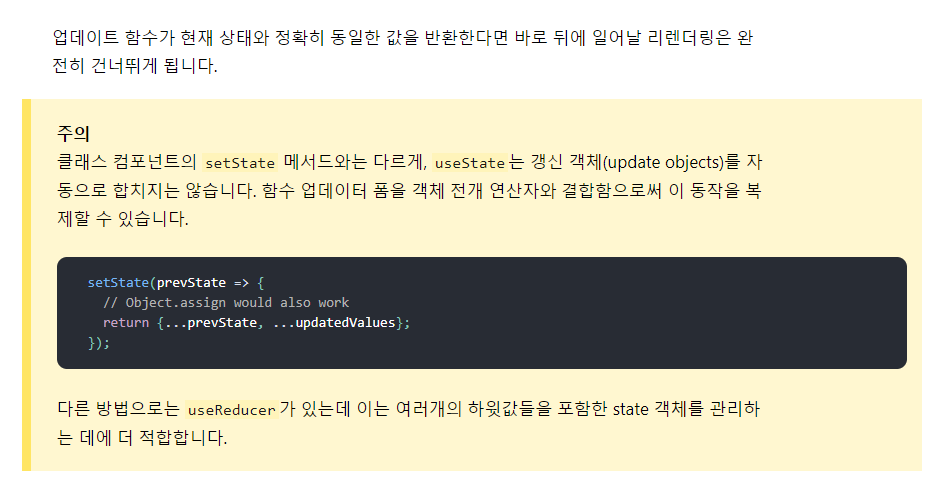 업데이트 함수가 현재 상태와 정확히 동일한 값을 반환한다면 바로 뒤에 일어날 리렌더링은 완
전히 건너뛰게 됩니다.
주의
클래스 컴포넌트의 setState 메서드와는 다르게, useState는 갱신 객체(update objects)를 자
동으로 합치지는 않습니다. 함수 업데이터 폼을 객체 전개 연산자와 결합함으로써 이 동작을 복
제할 수 있습니다.
setState(prevState => {
  // Object.assign would also work
  return {...prevState, ...updatedValues};
});
다른 방법으로는 useReducer가 있는데 이는 여러개의 하윗값들을 포함한 state 객체를 관리하
는 데에 더 적합합니다.